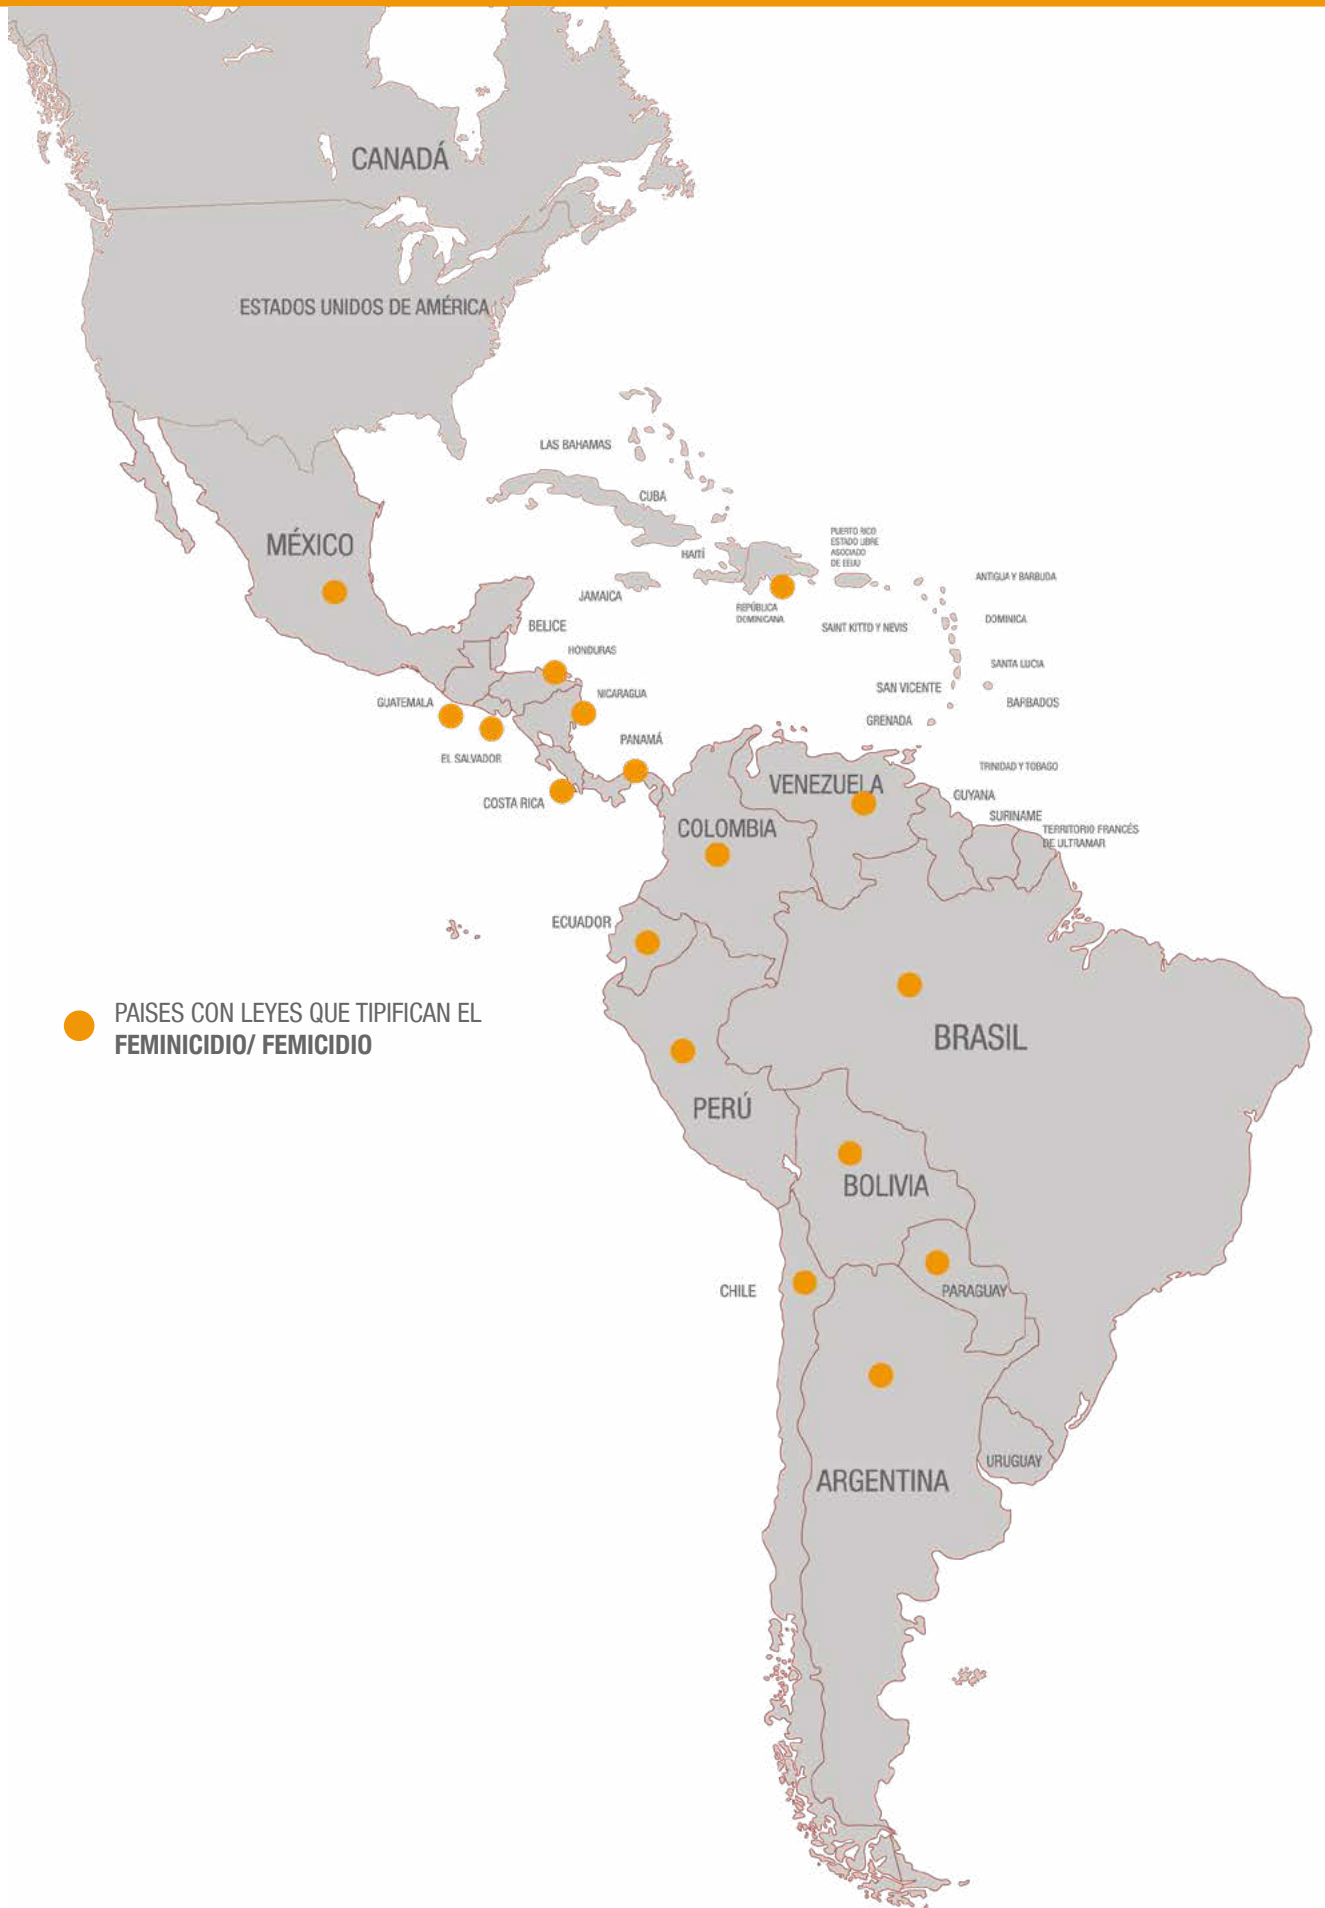 CANADÁ
ESTADOS UNIDOS DE AMÉRICA
LAS BAHAMAS
CUBA
MÉXICO
HAITÍ
PUERTO RICO
ESTADO LIBRE
ASOCIADO
DE EEUU
JAMAICA
REPÚBLICA
DOMINICANA
ANTIGUA Y BARBUDA
BELICE
SAINT KITTD Y NEVIS
DOMINICA
HONDURAS
SANTA LUCIA
GUATEMALA
NICARAGUA
SAN VICENTE
BARBADOS
GRENADA
EL SALVADOR
PANAMÁ
TRINIDAD Y TOBAGO
COSTA RICA
VENEZUELA
GUYANA
SURINAME
COLOMBIA
TERRITORIO FRANCÉS
DE ULTRAMAR
ECUADOR
PAISES CON LEYES QUE TIPIFICAN EL
FEMINICIDIO/ FEMICIDIO
BRASIL
PERÚ
BOLIVIA
CHILE
PARAGUAY
URUGUAY
ARGENTINA